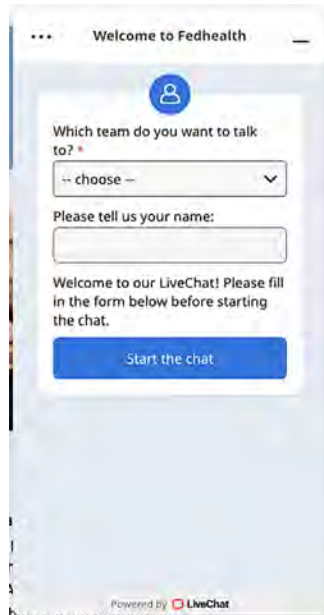 Welcome to Fedhealth
Which team do you want to talk
to? *
-- choose --
Please tell us your name:
Welcome to our LiveChat! Please fill
in the form below before starting
the chat.
Start the chat
Powered by LiveChat